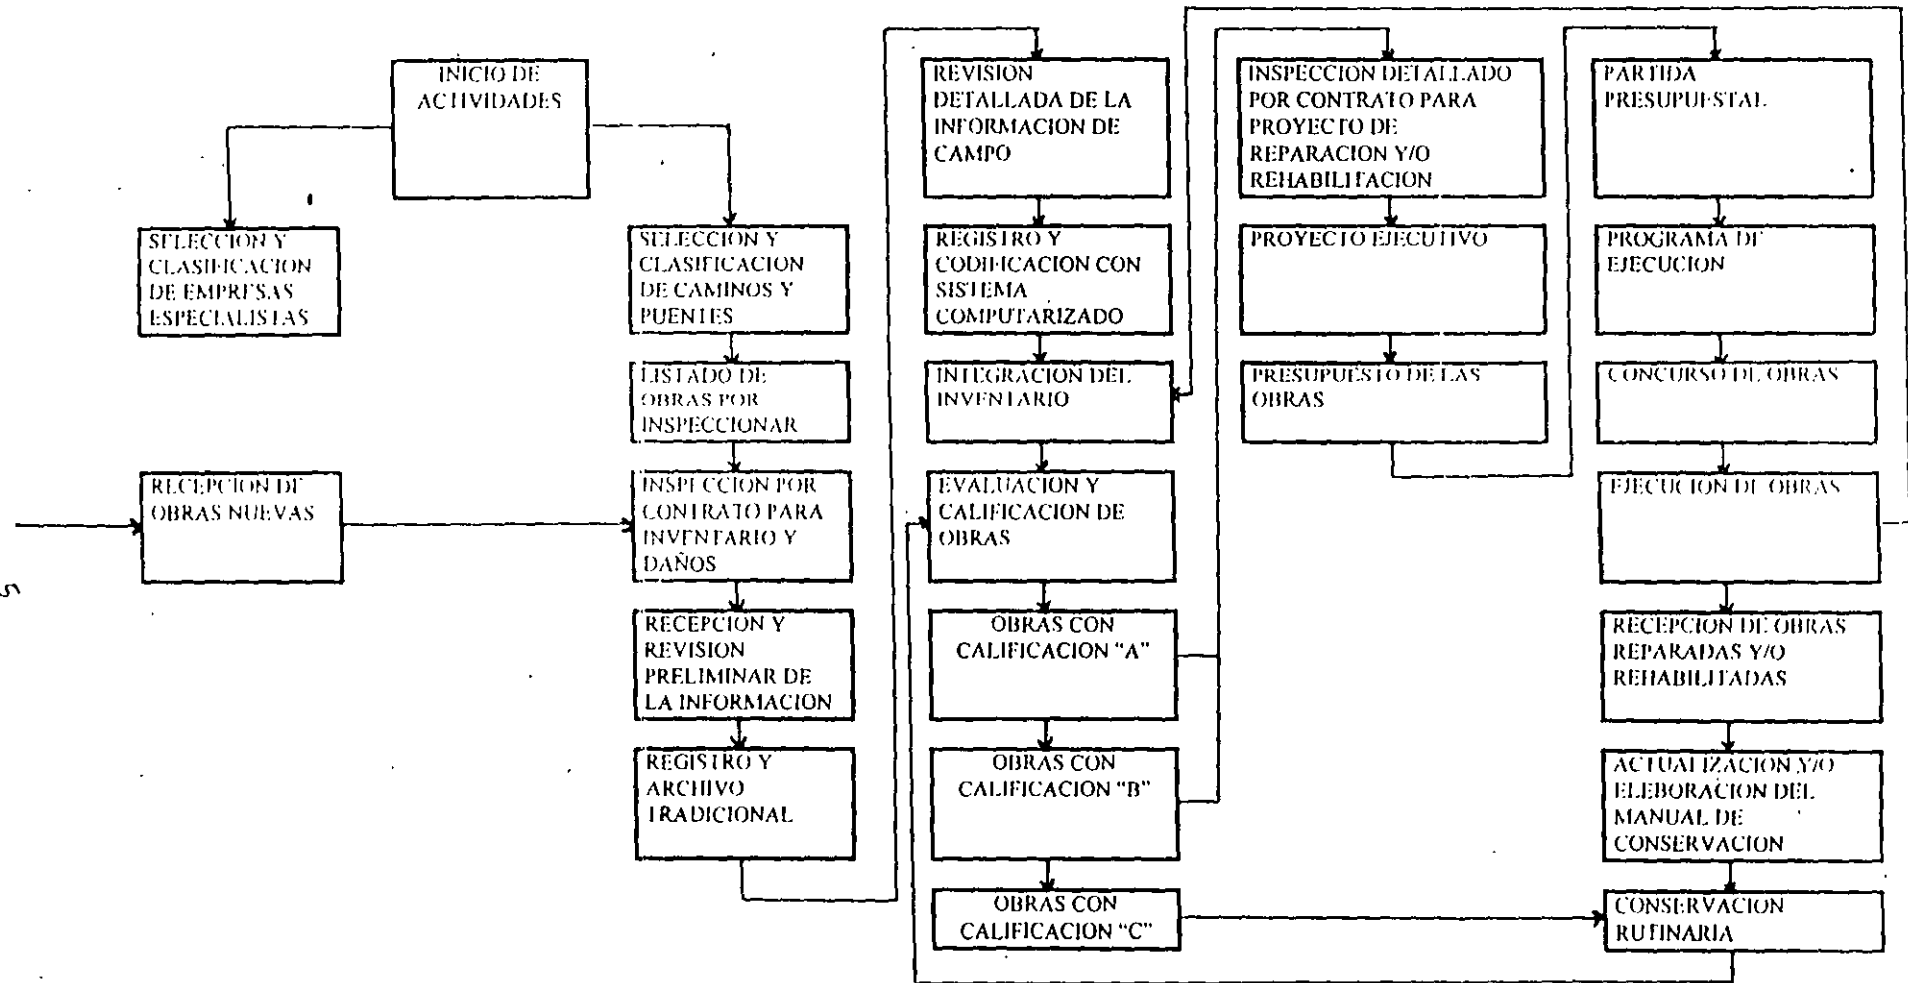 INICIO DE
ACTIVIDADES
SELECCION Y
CLASIFICACION
DE EMPRESAS
ESPECIALISTAS
SELECCION Y
CLASIFICACION
DE CAMINOS Y
PUENTES
LISTADO DE
OBRAS POR
INSPECCIONAR
RECEPCION DE
OBRAS NUEVAS
INSPECCION POR
CONTRATO PARA
INVENTARIO Y
DAÑOS
RECEPCION Y
REVISION
PRELIMINAR DE
LA INFORMACION
REGISTRO Y
ARCHIVO
TRADICIONAL
REVISION
DETALLADA DE LA
INFORMACION DE
CAMPO
REGISTRO Y
CODIFICACION CON
SISTEMA
COMPUTARIZADO
INTEGRACION DEL
INVENTARIO
EVALUACION Y
CALIFICACION DE
OBRAS
OBRAS CON
CALIFICACION "A"
OBRAS CON
CALIFICACION "B"
OBRAS CON
CALIFICACION "C"
INSPECCION DETALLADO
POR CONTRATO PARA
PROYECTO DE
REPARACION Y/O
REHABILITACION
PROYECTO EJECUTIVO
PRESUPUESTO DE LAS
OBRAS
PARTIDA
PRESUPUESTAL
PROGRAMA DE
EJECUCION
CONCURSO DE OBRAS
EJECUCION DE OBRAS
RECEPCION DE OBRAS
REPARADAS Y/O
REHABILITADAS
ACTUALIZACION Y/O
ELEBORACION DEL
MANUAL DE
CONSERVACION
CONSERVACION
RUTINARIA
5